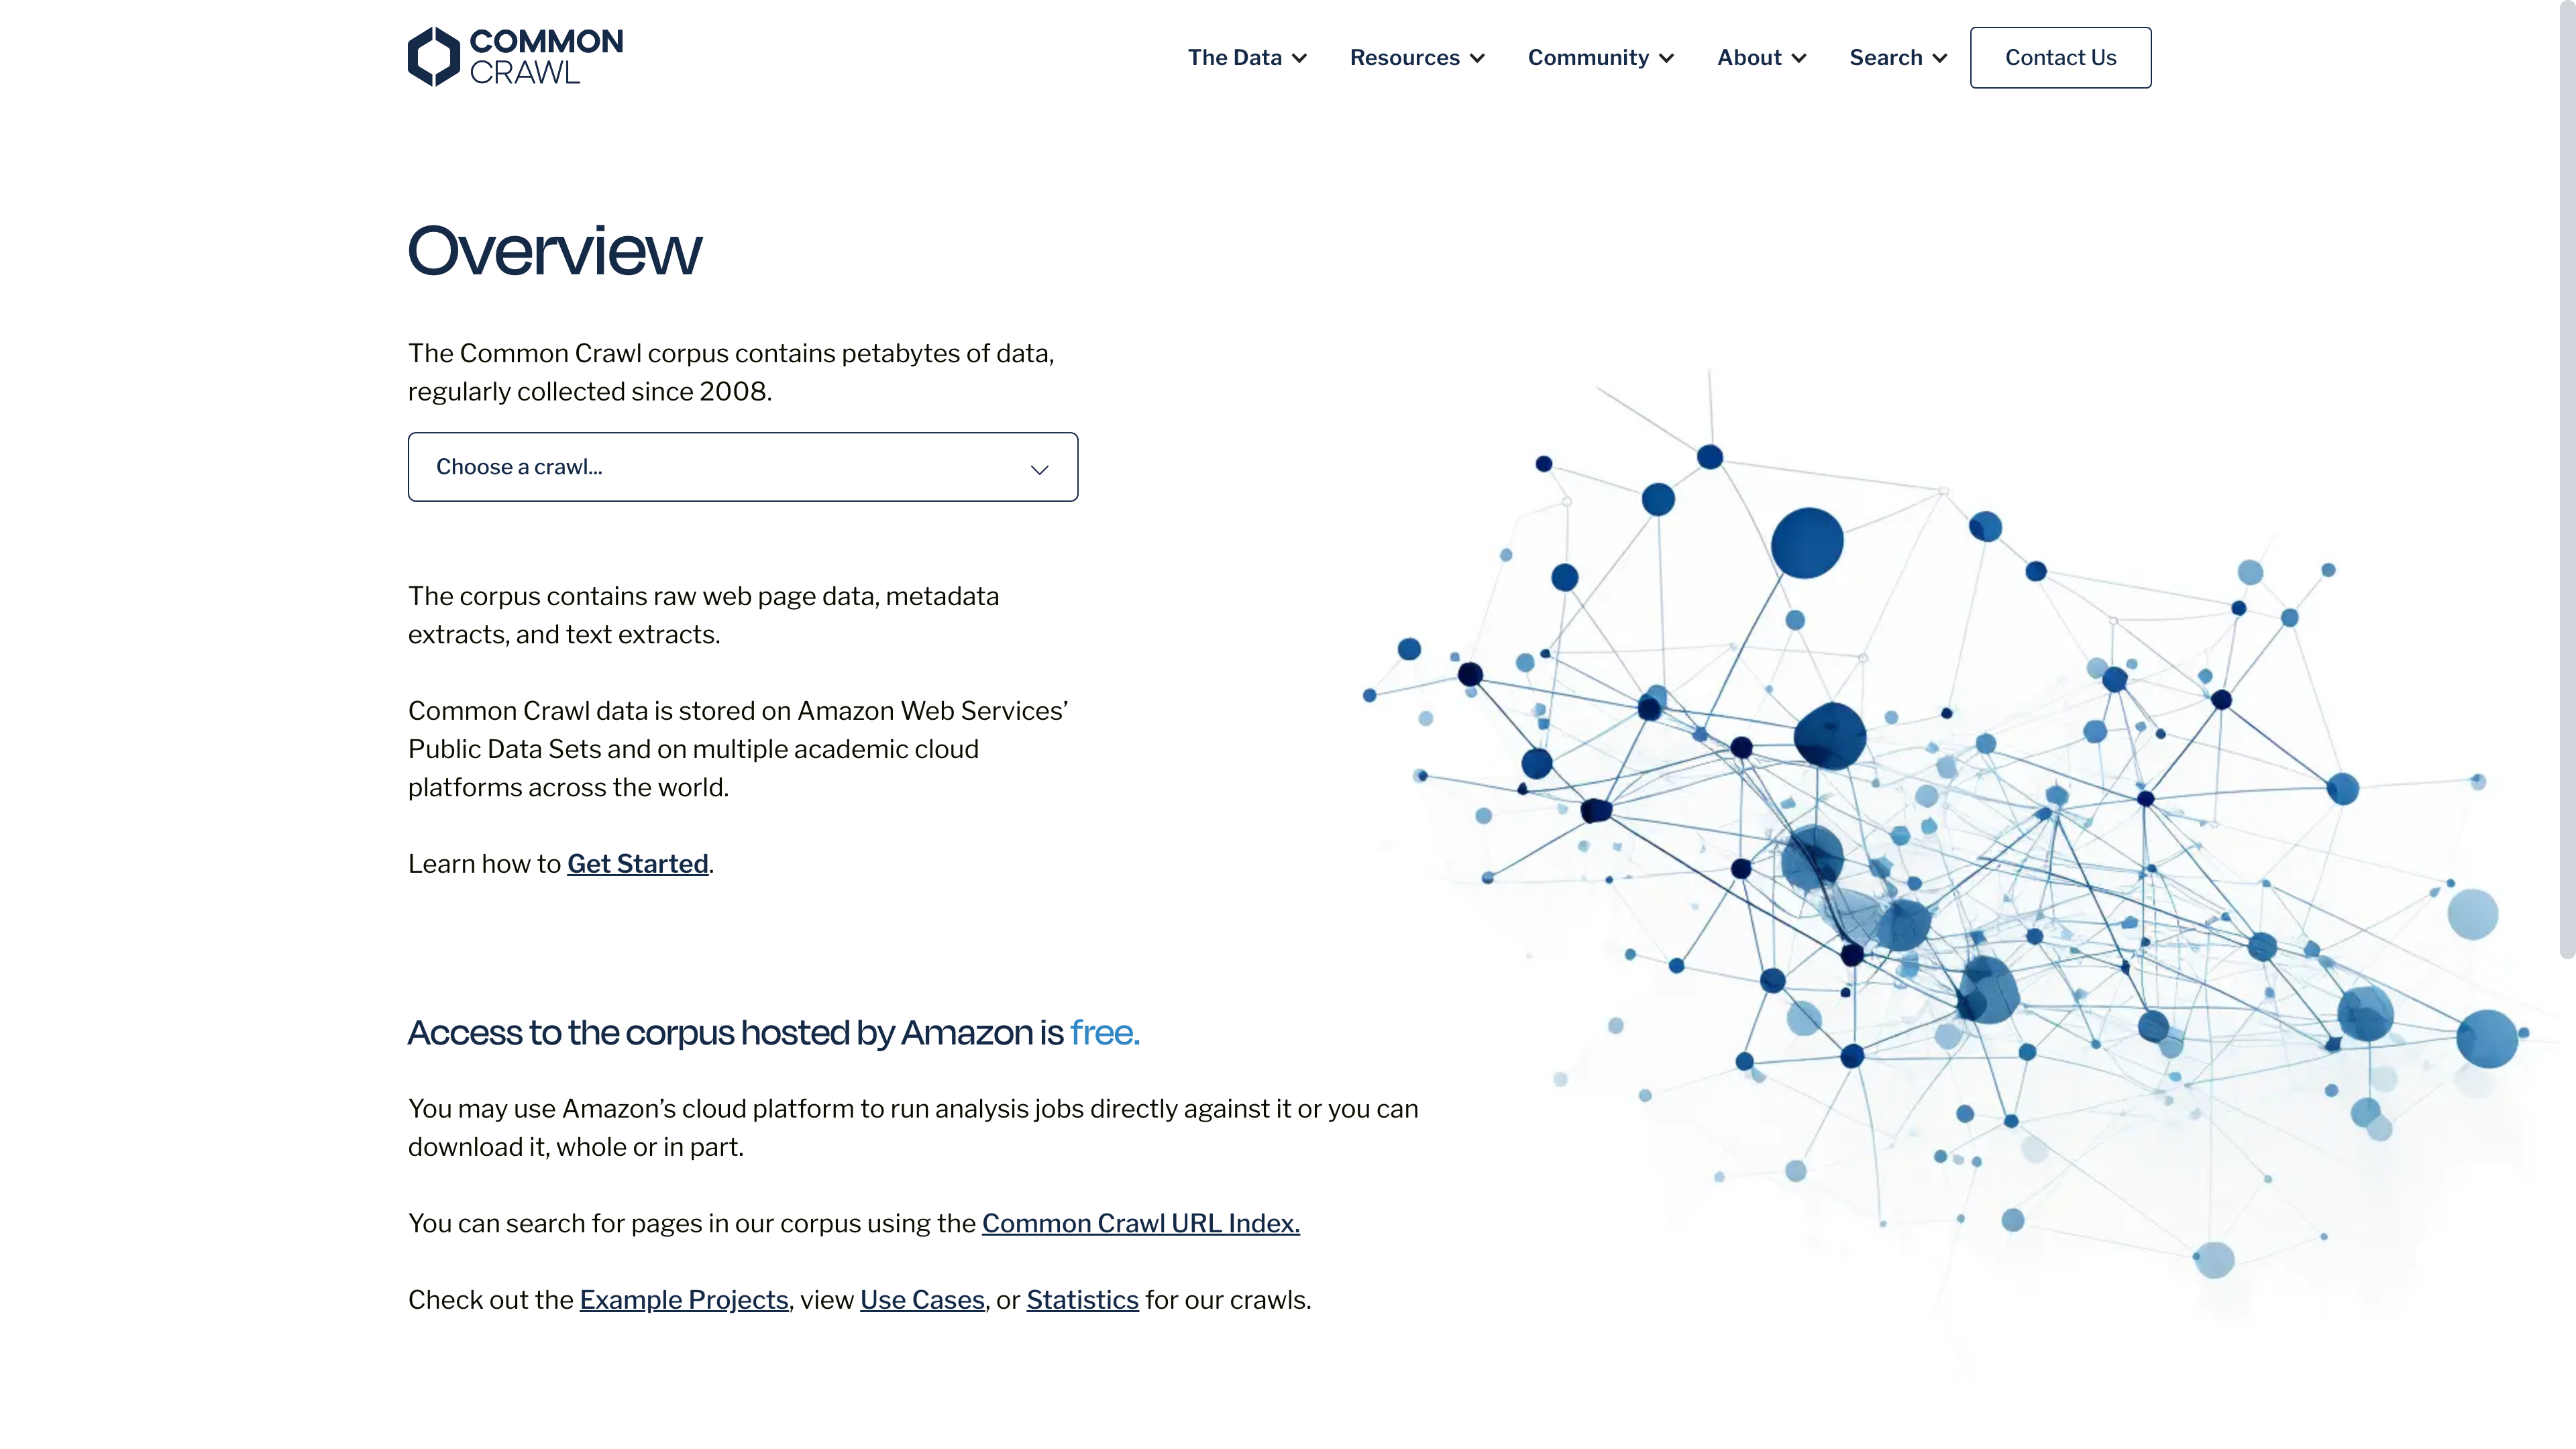 COMMON
CRAWL
The Data
Resources
Community
About
Search
Contact Us
Overview
The Common Crawl corpus contains petabytes of data,
regularly collected since 2008.
Choose a crawl...
The corpus contains raw web page data, metadata
extracts, and text extracts.
Common Crawl data is stored on Amazon Web Services’
Public Data Sets and on multiple academic cloud
platforms across the world.
Learn how to Get Started.
Access to the corpus hosted by Amazon is free.
You may use Amazon’s cloud platform to run analysis jobs directly against it or you can
download it, whole or in part.
You can search for pages in our corpus using the Common Crawl URL Index.
Check out the Example Projects, view Use Cases, or Statistics for our crawls.